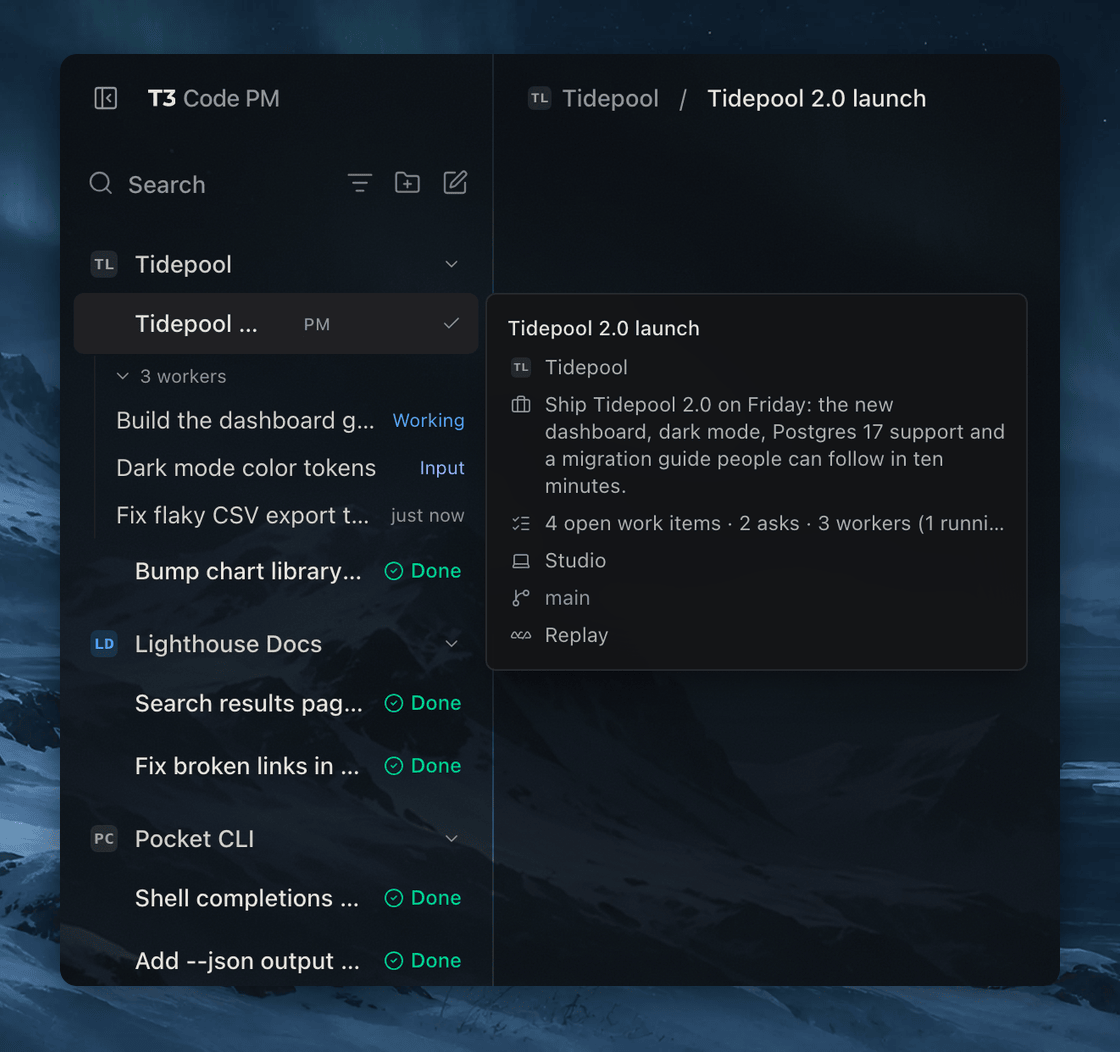 T3 Code PM
TL Tidepool / Tidepool 2.0 launch
Search
TL Tidepool
Tidepool ... PM
3 workers
Build the dashboard g... Working
Dark mode color tokens Input
Fix flaky CSV export t... just now
Bump chart library... Done
LD Lighthouse Docs
Search results pag... Done
Fix broken links in ... Done
PC Pocket CLI
Shell completions ... Done
Add --json output ... Done
Tidepool 2.0 launch
TL Tidepool
Ship Tidepool 2.0 on Friday: the new
dashboard, dark mode, Postgres 17 support and
a migration guide people can follow in ten
minutes.
4 open work items · 2 asks · 3 workers (1 runni...
Studio
main
Replay